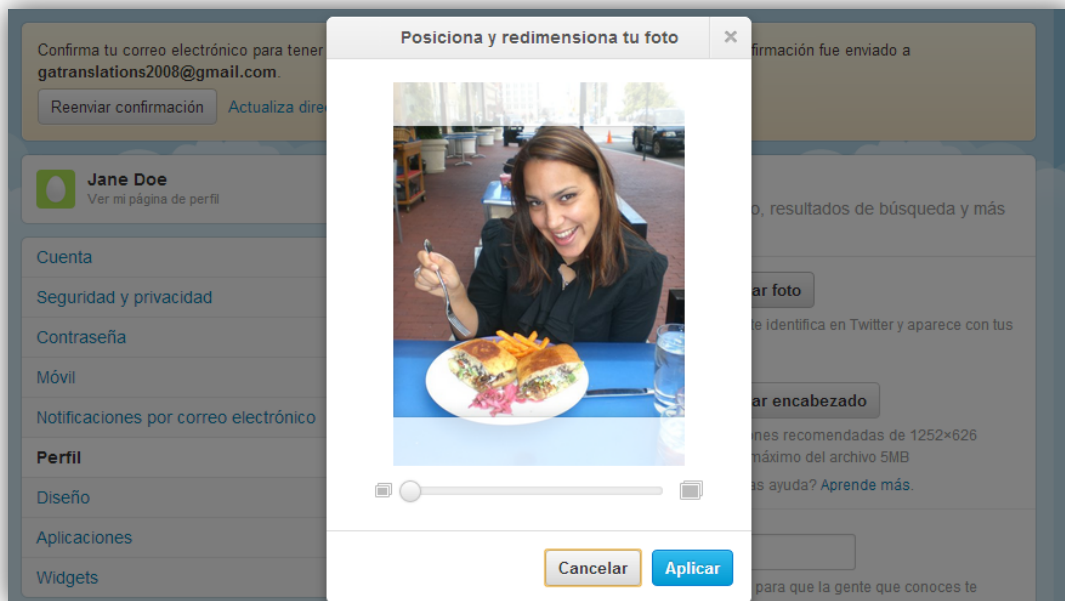 Posiciona y redimensiona tu foto
×
Confirma tu correo electrónico para tener
firmación fue enviado a
gatranslations2008@gmail.com.
Reenviar confirmación
Actualiza dire
Jane Doe
Ver mi página de perfil
Cuenta
Seguridad y privacidad
Contraseña
Móvil
Notificaciones por correo electrónico
Perfil
Diseño
Aplicaciones
Widgets
o, resultados de búsqueda y más
ar foto
te identifica en Twitter y aparece con tus
ar encabezado
ones recomendadas de 1252×626
máximo del archivo 5MB
as ayuda? Aprende más.
para que la gente que conoces te
Cancelar
Aplicar